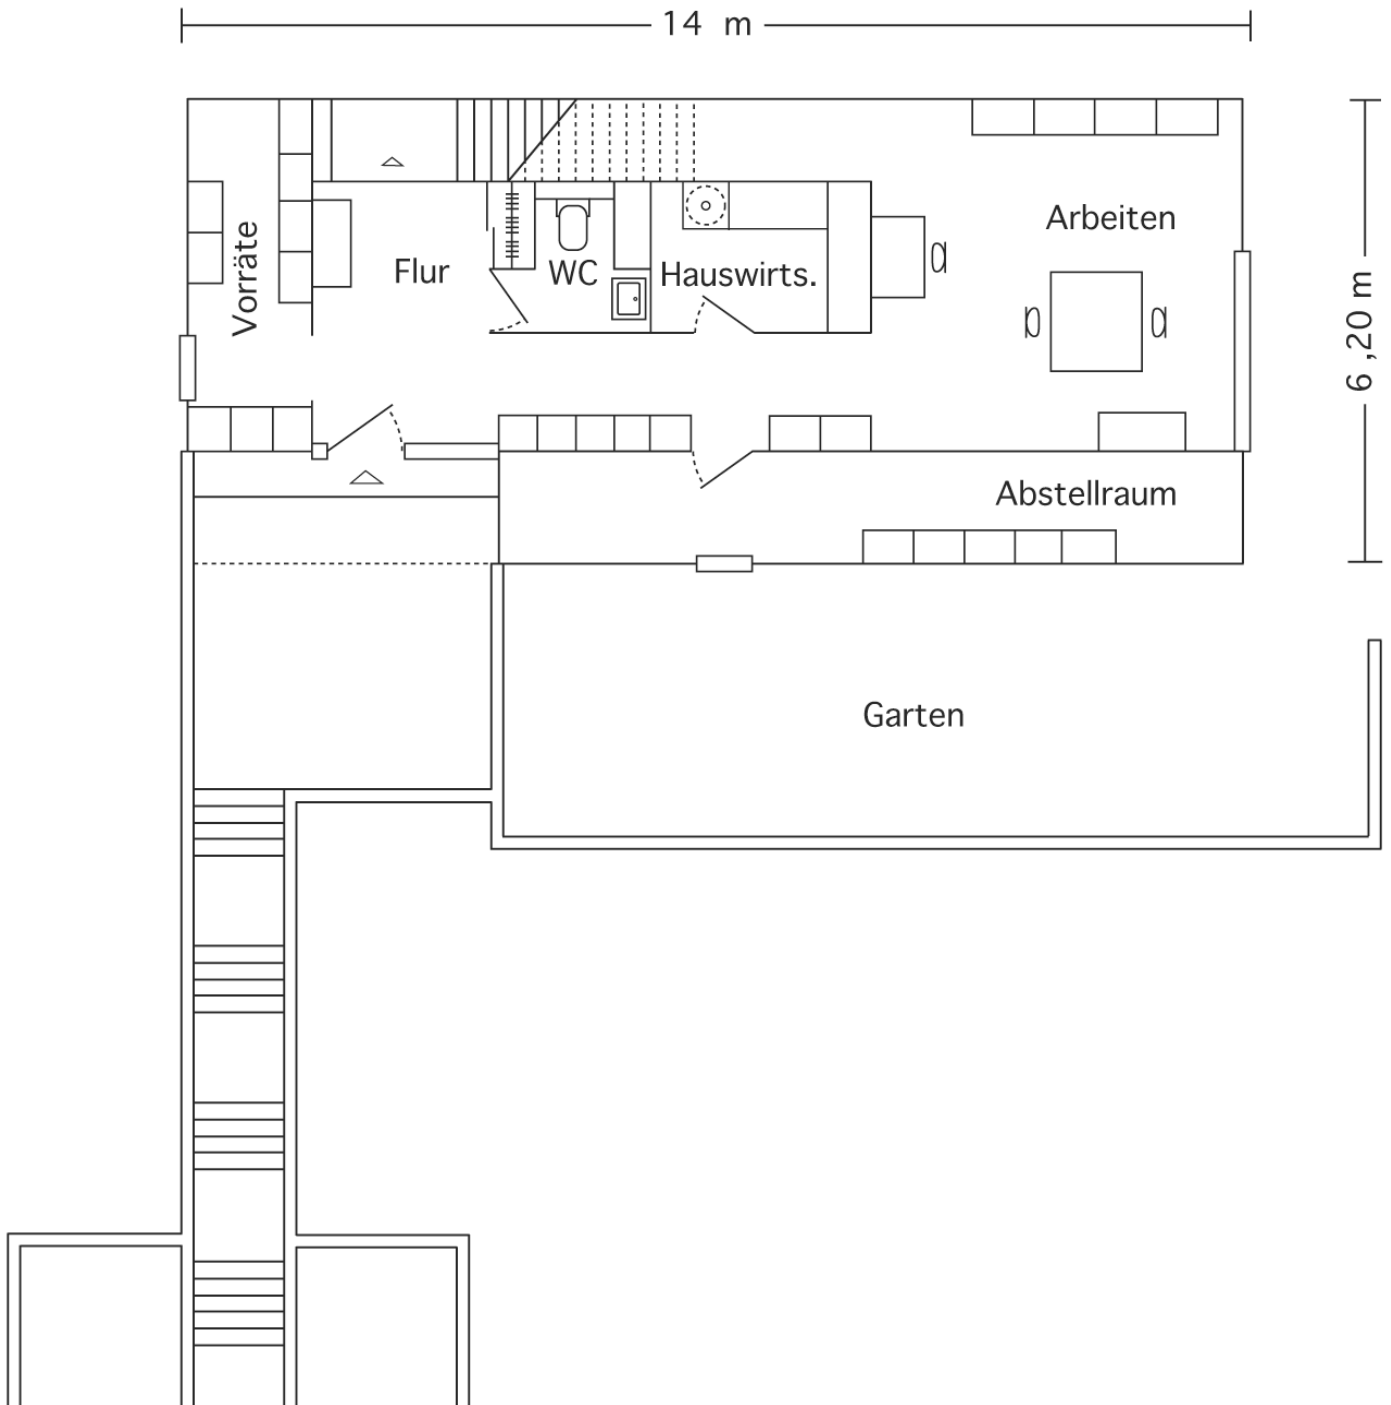 14 m
Arbeiten
Vorräte
Flur
WC
Hauswirts.
6,20 m
Abstellraum
Garten